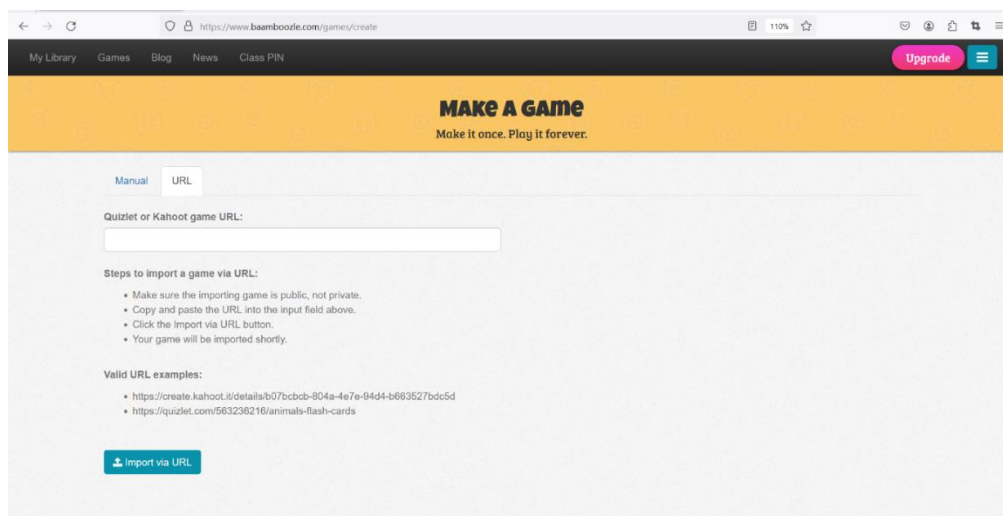 https://www.baamboozle.com/games/create
110%
My Library Games Blog News Class PIN
Upgrade
MAKE A GAME
Make it once. Play it forever.
Manual URL
Quizlet or Kahoot game URL:
Steps to import a game via URL:
• Make sure the importing game is public, not private.
• Copy and paste the URL into the input field above.
• Click the Import via URL button.
• Your game will be imported shortly.
Valid URL examples:
• https://create.kahoot.it/details/b07bcbcb-804a-4e7e-94d4-b663527bdc5d
• https://quizlet.com/563236216/animals-flash-cards
Import via URL